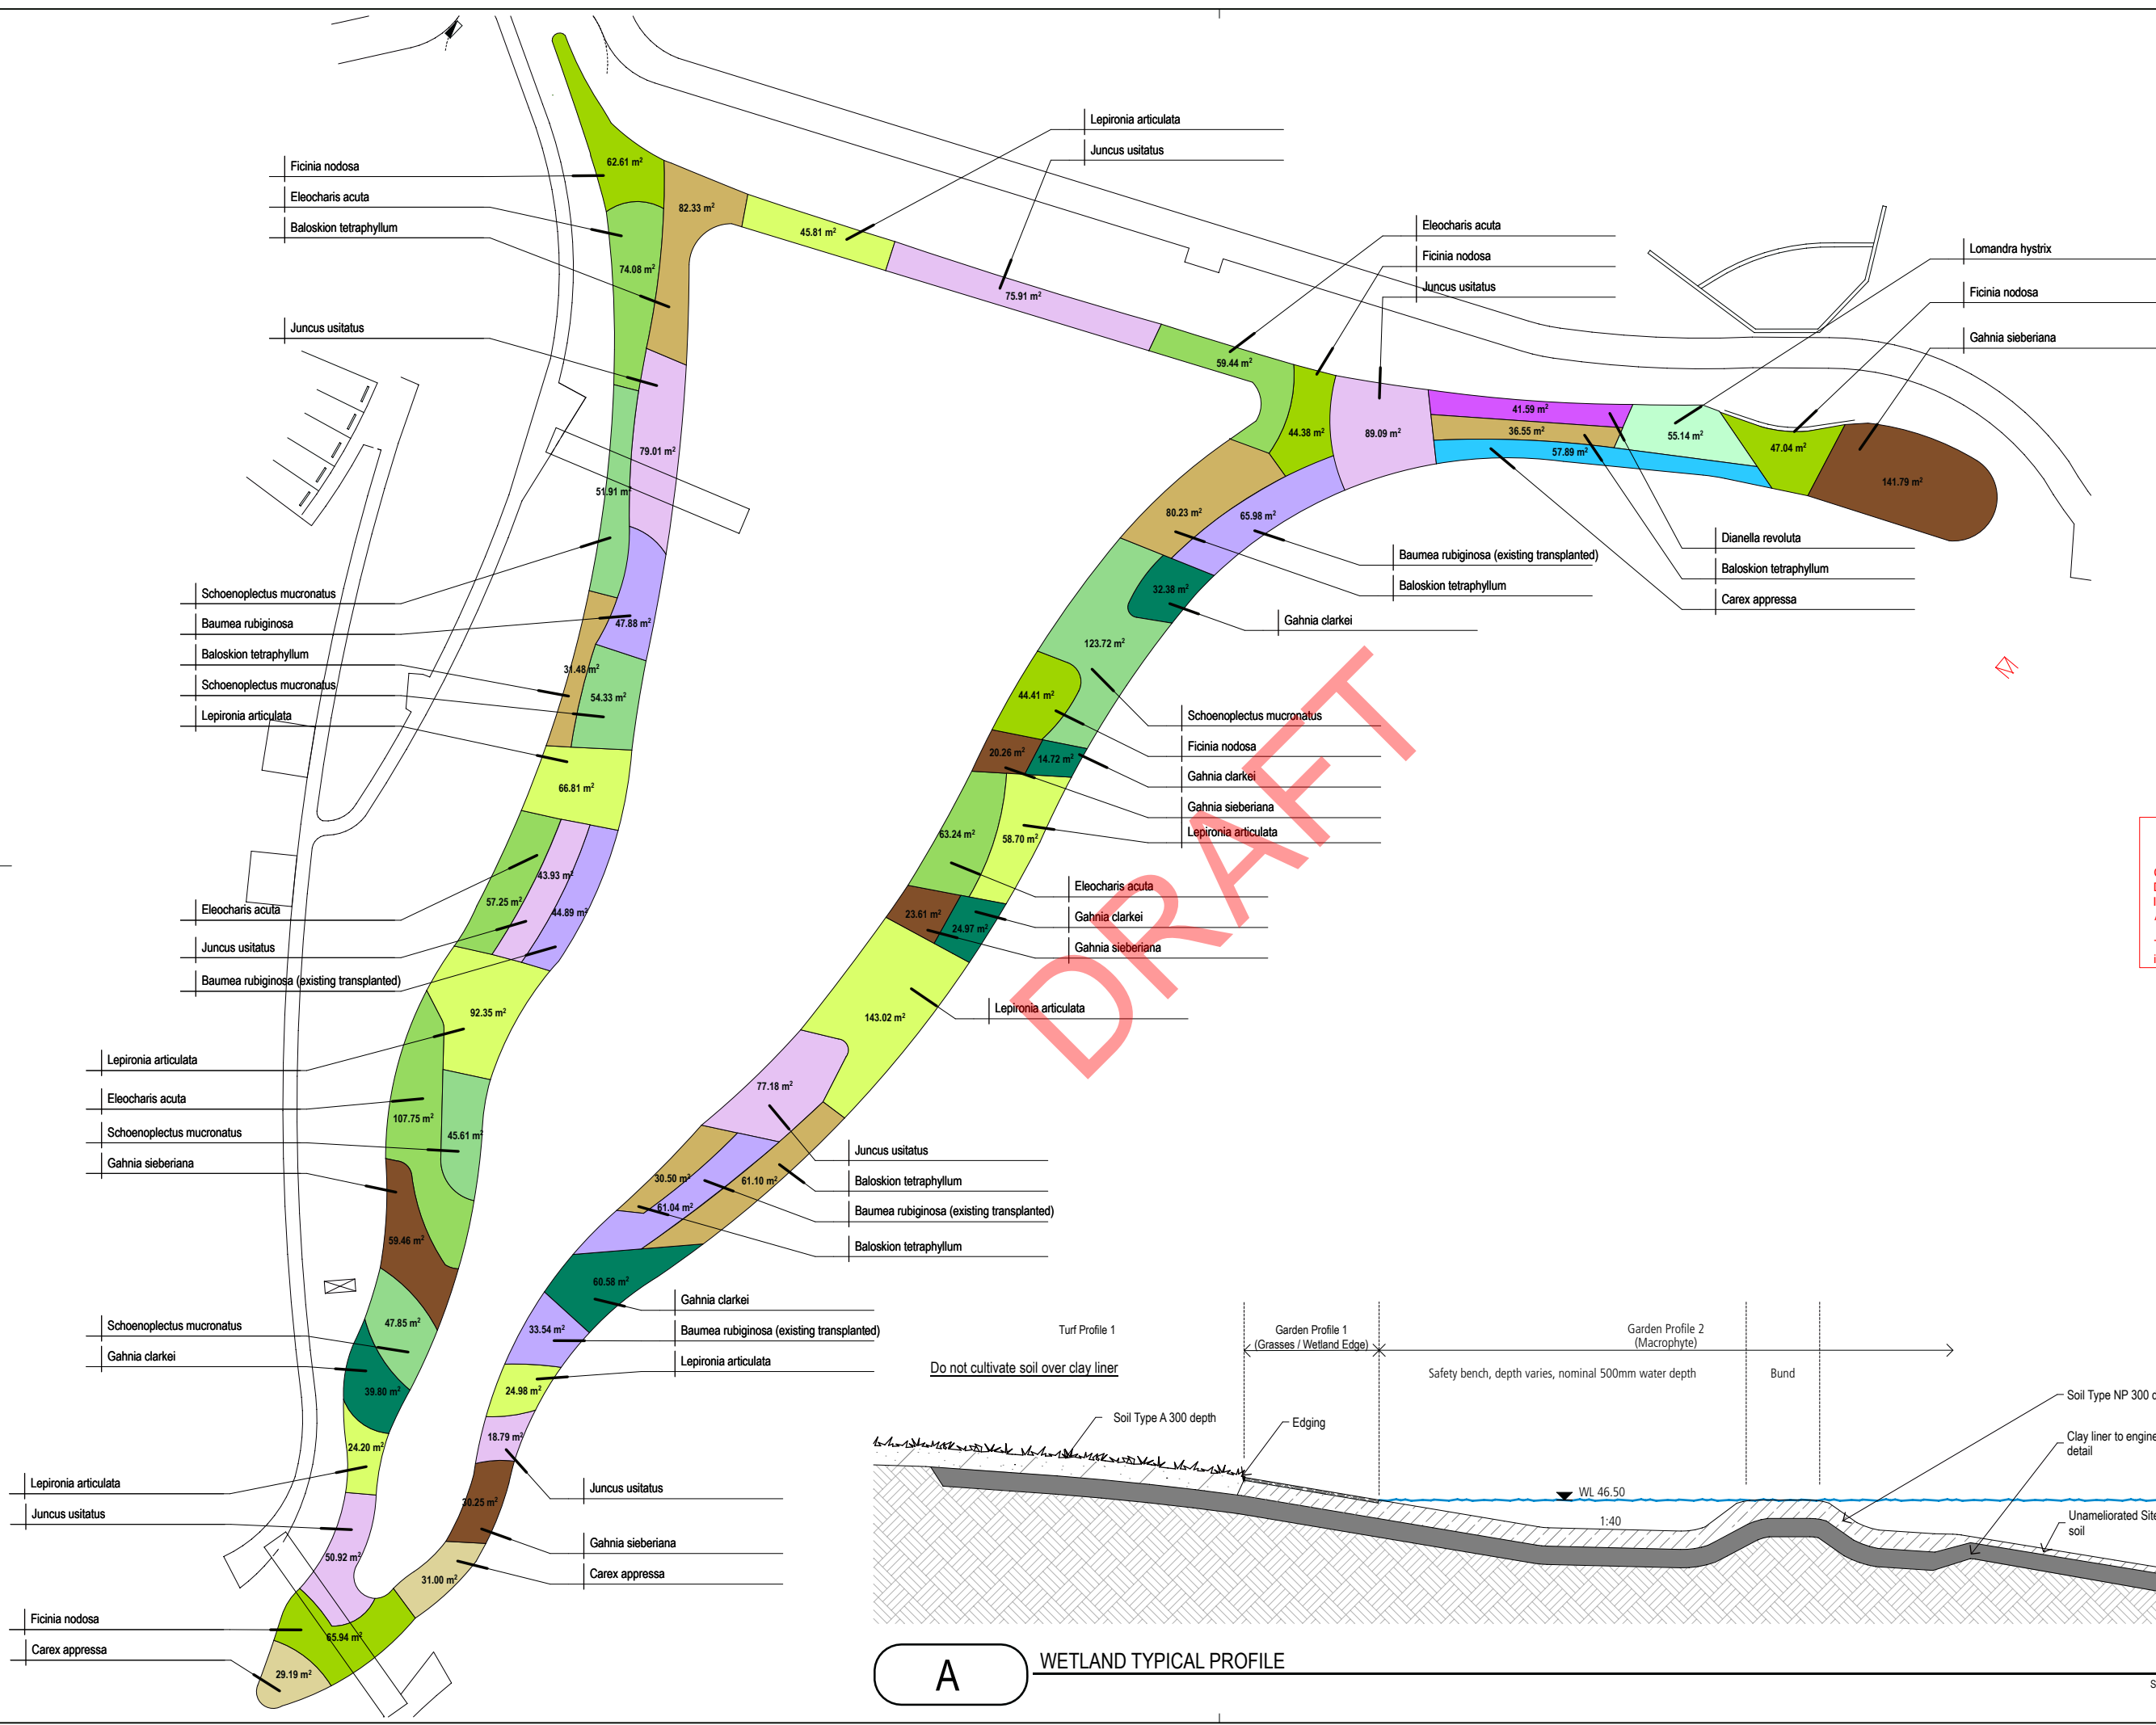 Lepironia articulata
Juncus usitatus
Ficinia nodosa
Eleocharis acuta
Baloskion tetraphyllum
62.61 m²
82.33 m²
45.81 m²
74.08 m²
75.91 m²
Eleocharis acuta
Ficinia nodosa
Juncus usitatus
Lomandra hystrix
Ficinia nodosa
Gahnia sieberiana
Juncus usitatus
59.44 m²
44.38 m²
89.09 m²
41.59 m²
36.55 m²
57.89 m²
55.14 m²
47.04 m²
141.79 m²
79.01 m²
51.91 m²
80.23 m²
65.98 m²
Dianella revoluta
Baloskion tetraphyllum
Carex appressa
Baumea rubiginosa (existing transplanted)
Baloskion tetraphyllum
Gahnia clarkei
Schoenoplectus mucronatus
Baumea rubiginosa
Baloskion tetraphyllum
Schoenoplectus mucronatus
Lepironia articulata
47.88 m²
31.48 m²
54.33 m²
66.81 m²
32.38 m²
123.72 m²
44.41 m²
20.26 m²
14.72 m²
Schoenoplectus mucronatus
Ficinia nodosa
Gahnia clarkei
Gahnia sieberiana
Lepironia articulata
63.24 m²
58.70 m²
DRAFT
Eleocharis acuta
Juncus usitatus
Baumea rubiginosa (existing transplanted)
43.93 m²
57.25 m²
44.89 m²
Eleocharis acuta
Gahnia clarkei
Gahnia sieberiana
23.61 m²
24.97 m²
92.35 m²
Lepironia articulata
143.02 m²
Lepironia articulata
Eleocharis acuta
Schoenoplectus mucronatus
Gahnia sieberiana
107.75 m²
45.61 m²
77.18 m²
Juncus usitatus
Baloskion tetraphyllum
Baumea rubiginosa (existing transplanted)
Baloskion tetraphyllum
30.50 m²
61.10 m²
61.04 m²
59.46 m²
60.58 m²
Gahnia clarkei
Baumea rubiginosa (existing transplanted)
Lepironia articulata
Schoenoplectus mucronatus
Gahnia clarkei
47.85 m²
39.80 m²
33.54 m²
24.98 m²
24.20 m²
18.79 m²
Lepironia articulata
Juncus usitatus
Juncus usitatus
30.25 m²
50.92 m²
Gahnia sieberiana
Carex appressa
31.00 m²
Ficinia nodosa
Carex appressa
65.94 m²
29.19 m²
Turf Profile 1
Garden Profile 1
(Grasses / Wetland Edge)
Garden Profile 2
(Macrophyte)
Do not cultivate soil over clay liner
Safety bench, depth varies, nominal 500mm water depth
Bund
Soil Type A 300 depth
Edging
Soil Type NP 300
Clay liner to engine
detail
WL 46.50
1:40
Unameliorated Site
soil
A
WETLAND TYPICAL PROFILE